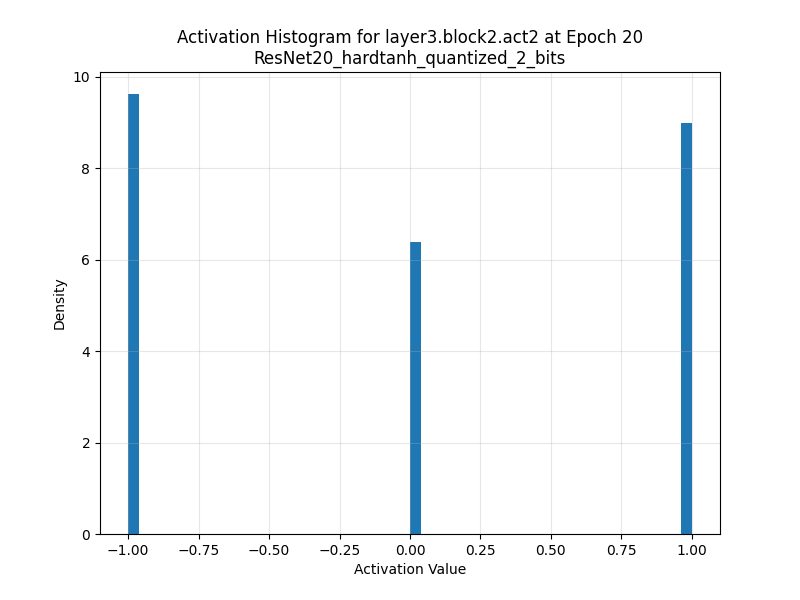 Activation Histogram for layer3.block2.act2 at Epoch 20
ResNet20_hardtanh_quantized_2_bits
10
8
6
4
2
0
Density
−1.00 −0.75 −0.50 −0.25 0.00 0.25 0.50 0.75 1.00
Activation Value